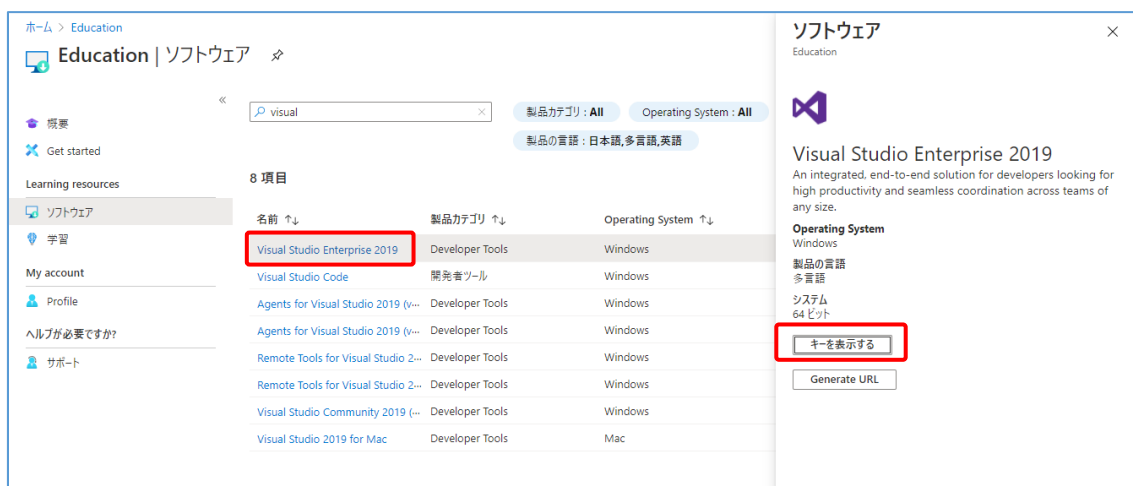 ホーム > Education
Education | ソフトウェア
概要
Get started
Learning resources
ソフトウェア
学習
My account
Profile
ヘルプが必要ですか?
サポート
visual
製品カテゴリ : All
Operating System : All
製品の言語 : 日本語,多言語,英語
8 項目
名前 ↑↓ 製品カテゴリ ↑↓ Operating System ↑↓
Visual Studio Enterprise 2019 Developer Tools Windows
Visual Studio Code 開発者ツール Windows
Agents for Visual Studio 2019 (v··· Developer Tools Windows
Agents for Visual Studio 2019 (v··· Developer Tools Windows
Remote Tools for Visual Studio 2··· Developer Tools Windows
Remote Tools for Visual Studio 2··· Developer Tools Windows
Visual Studio Community 2019 (··· Developer Tools Windows
Visual Studio 2019 for Mac Developer Tools Mac
ソフトウェア
Education
Visual Studio Enterprise 2019
An integrated, end-to-end solution for developers looking for
high productivity and seamless coordination across teams of
any size.
Operating System
Windows
製品の言語
多言語
システム
64 ビット
キーを表示する
Generate URL